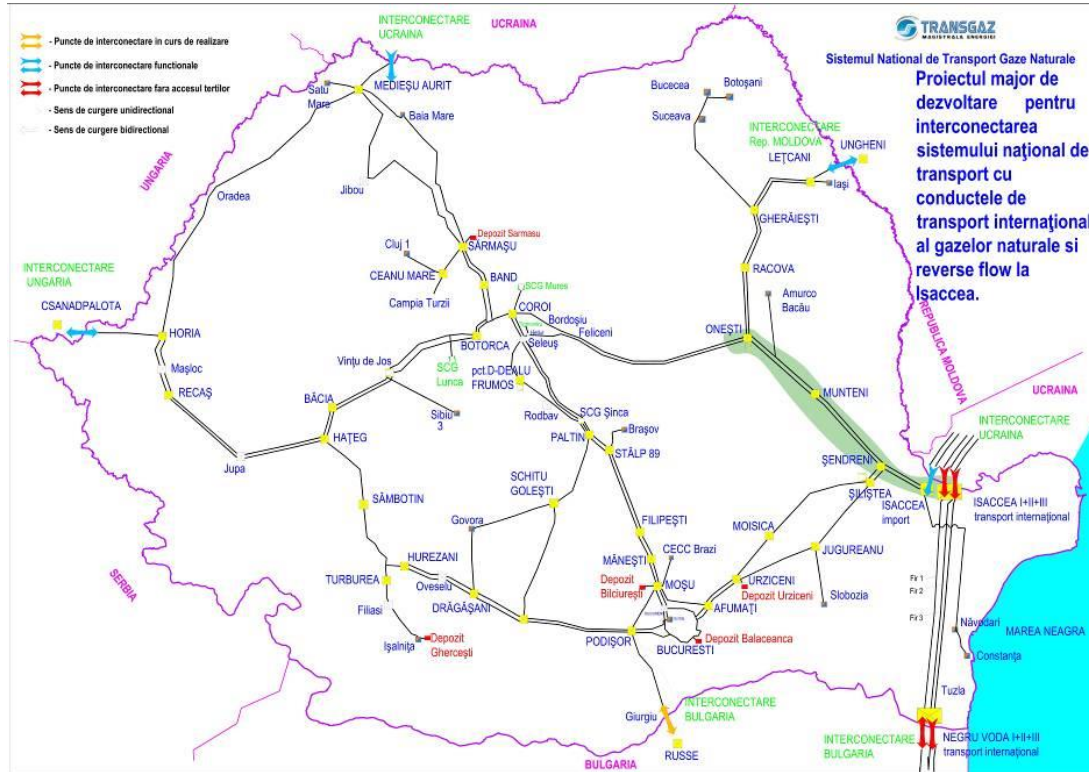 - Puncte de interconectare in curs de realizare
- Puncte de interconectare functionale
- Puncte de interconectare fara accesul tertilor
- Sens de curgere unidirectional
- Sens de curgere bidirectional
INTERCONECTARE
UCRAINA
UCRAINA
UCRAINA
TRANSGAZ
MAGISTRALA ENERGIEI
Sistemul National de Transport Gaze Naturale
Proiectul major de
dezvoltare pentru
interconectarea
sistemului naţional de
transport cu
conductele de
transport internaţional
al gazelor naturale si
reverse flow la
Isaccea.
MEDIEŞU AURIT
Satu
Mare
Baia Mare
Bucecea
Botoşani
Suceava
INTERCONECTARE
Rep. MOLDOVA
UNGHENI
LEŢCANI
Iaşi
UNGARIA
Oradea
Jibou
GHERĂIEŞTI
Depozit Sarmasu
SĂRMAŞU
Cluj 1
CEANU MARE
Campia Turzii
BAND
RACOVA
Amurco
Bacău
INTERCONECTARE
UNGARIA
CSANADPALOTA
HORIA
SCG Mures
COROI
Bordoşiu
Feliceni
Seleuş
BOTORCA
ONEŞTI
REPUBLICA MOLDOVA
Maşloc
RECAŞ
Vinţu de Jos
SCG
Lunca
pct.D-DEALU
FRUMOS
MUNTENI
UCRAINA
BĂCIA
Sibiu
3
Rodbav
SCG Şinca
Braşov
INTERCONECTARE
UCRAINA
HAŢEG
PALTIN
STÂLP 89
Jupa
ŞENDRENI
SCHITU
GOLEŞTI
ŞILIŞTEA
ISACCEA
import
ISACCEA I+II+III
transport internaţional
SÂMBOTIN
Govora
FILIPEŞTI
MOISICA
JUGUREANU
MĂNEŞTI
CECC Brazi
HUREZANI
TURBUREA
Oveselu
DRĂGĂŞANI
Depozit
Bilciureşti
MOŞU
URZICENI
Depozit Urziceni
Slobozia
Fir 1
Fir 2
Fir 3
SERBIA
Filiasi
AFUMAŢI
Işalniţa
Depozit
Gherceşti
PODIŞOR
BUCURESTI
Depozit Balaceanca
Năvodari
MAREA NEAGRA
Constanţa
Tuzla
Giurgiu
INTERCONECTARE
BULGARIA
RUSSE
BULGARIA
INTERCONECTARE
BULGARIA
NEGRU VODA I+II+III
transport internaţional